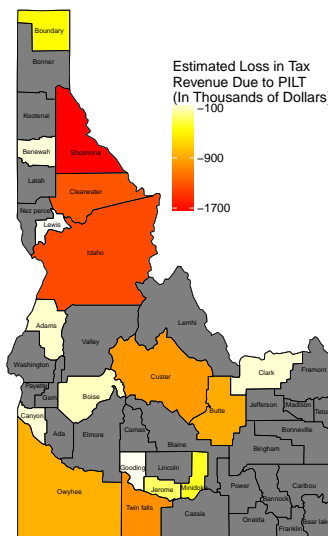 Boundary
Bonner
Estimated Loss in Tax
Revenue Due to PILT
(In Thousands of Dollars)
−100
−900
−1700
Kootenai
Benewah
Shoshone
Latah
Clearwater
Nez perce
Lewis
Idaho
Adams
Valley
Lemhi
Washington
Payette
Gem
Boise
Custer
Clark
Fremont
Butte
Jefferson
Madison
Teton
Canyon
Ada
Elmore
Camas
Blaine
Bonneville
Bingham
Gooding
Lincoln
Jerome
Minidoka
Power
Bannock
Caribou
Owyhee
Twin falls
Cassia
Oneida
Franklin
Bear lake